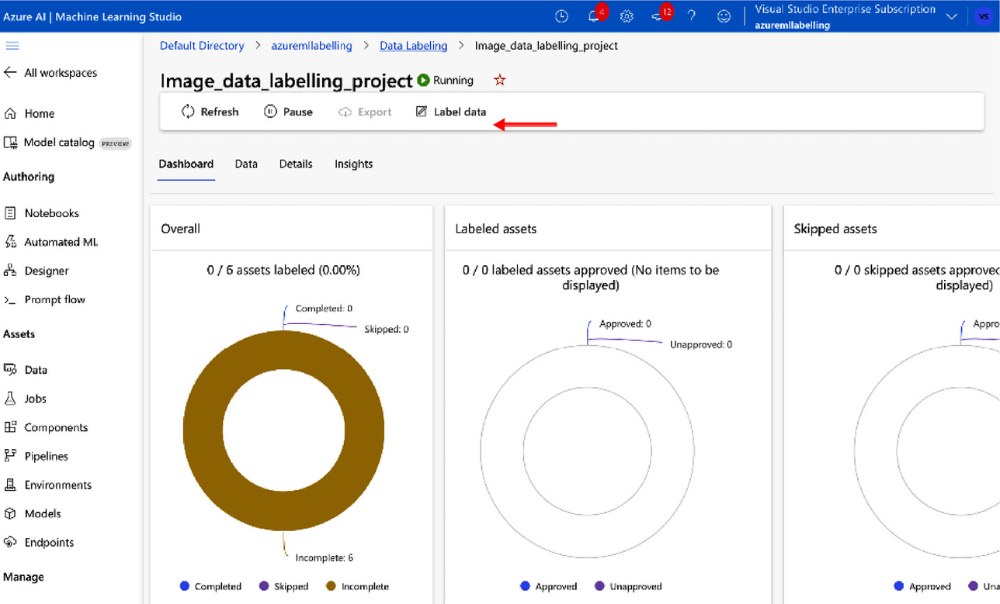 Azure AI | Machine Learning Studio
4
12
?
Visual Studio Enterprise Subscription
azuremllabelling
VS
Default Directory > azuremllabelling > Data Labeling > Image_data_labelling_project
All workspaces
Image_data_labelling_project Running
Refresh Pause Export Label data
Home
Model catalog PREVIEW
Authoring
Notebooks
Automated ML
Designer
Prompt flow
Assets
Data
Jobs
Components
Pipelines
Environments
Models
Endpoints
Manage
Dashboard Data Details Insights
Overall
0 / 6 assets labeled (0.00%)
Completed: 0
Skipped: 0
Incomplete: 6
Completed Skipped Incomplete
Labeled assets
0 / 0 labeled assets approved (No items to be
displayed)
Approved: 0
Unapproved: 0
Approved Unapproved
Skipped assets
0 / 0 skipped assets approvec
displayed)
Appro
Approved Una